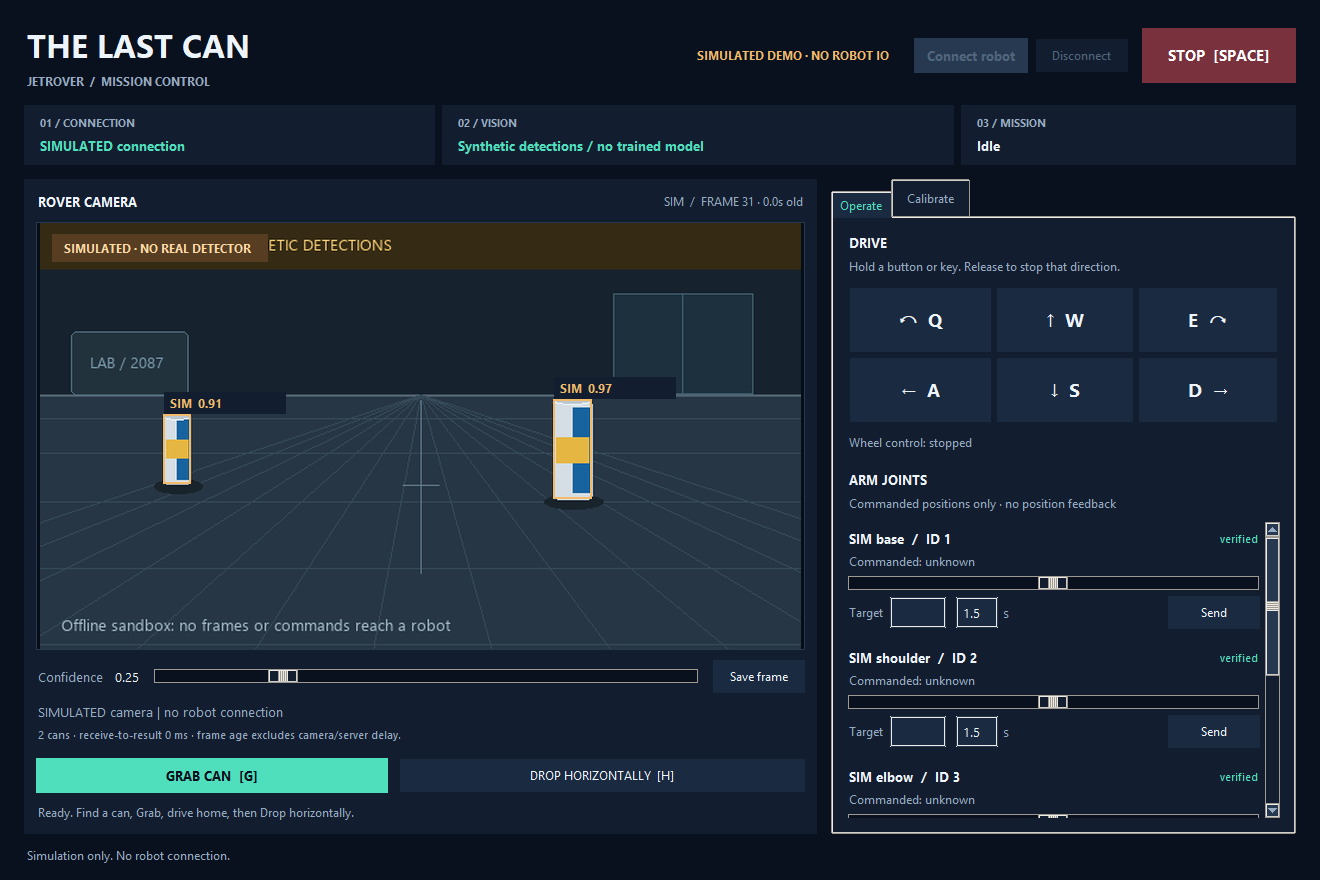 THE LAST CAN
JETROVER / MISSION CONTROL
SIMULATED DEMO · NO ROBOT IO
Connect robot
Disconnect
STOP [SPACE]
01 / CONNECTION
SIMULATED connection
02 / VISION
Synthetic detections / no trained model
03 / MISSION
Idle
ROVER CAMERA
SIM / FRAME 31 · 0.0s old
SIMULATED · NO REAL DETECTOR
ETIC DETECTIONS
LAB / 2087
SIM 0.91
SIM 0.97
Offline sandbox: no frames or commands reach a robot
Confidence 0.25
Save frame
SIMULATED camera | no robot connection
2 cans · receive-to-result 0 ms · frame age excludes camera/server delay.
GRAB CAN [G]
DROP HORIZONTALLY [H]
Ready. Find a can, Grab, drive home, then Drop horizontally.
Operate
Calibrate
DRIVE
Hold a button or key. Release to stop that direction.
↶ Q
↑ W
E ↷
← A
↓ S
D →
Wheel control: stopped
ARM JOINTS
Commanded positions only · no position feedback
SIM base / ID 1
verified
Commanded: unknown
Target 1.5 s
Send
SIM shoulder / ID 2
verified
Commanded: unknown
Target 1.5 s
Send
SIM elbow / ID 3
verified
Commanded: unknown
Simulation only. No robot connection.